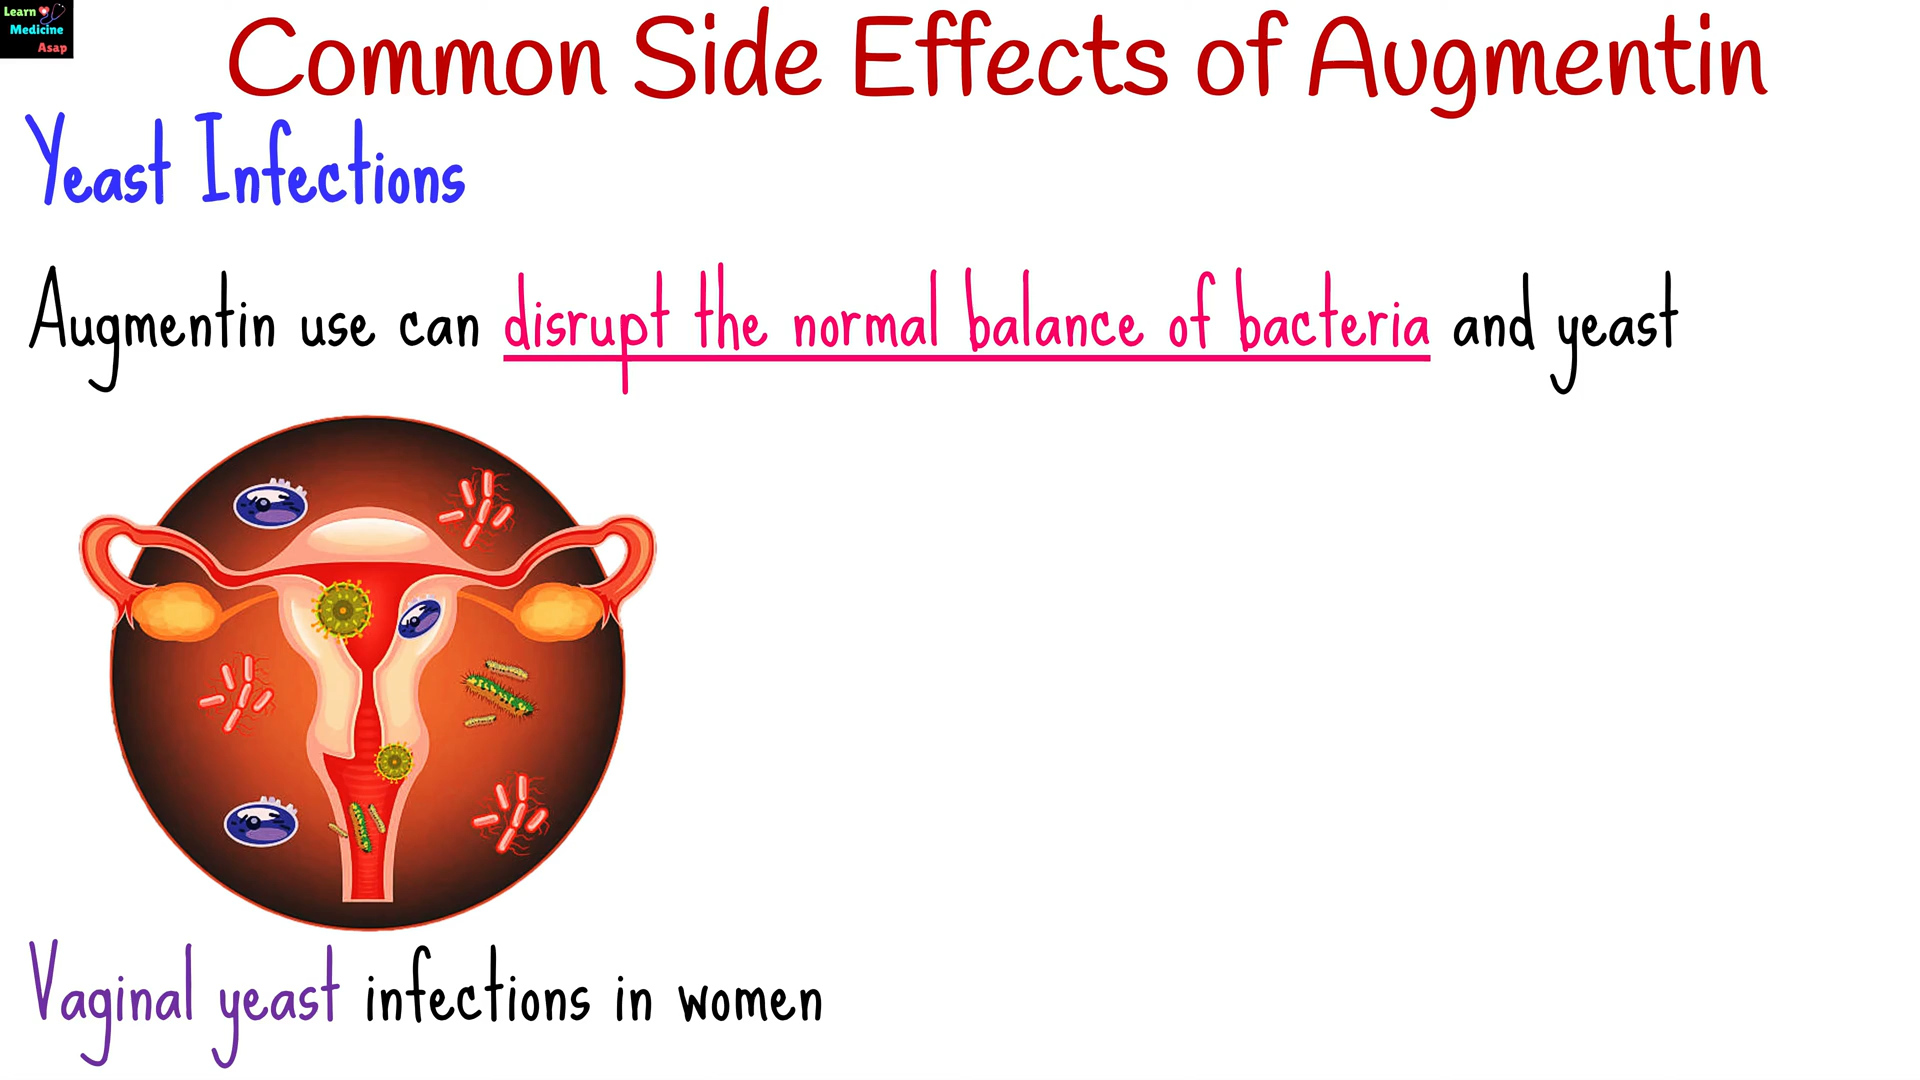 Learn
Medicine
Asap
Common Side Effects of Augmentin
Yeast Infections
Augmentin use can disrupt the normal balance of bacteria and yeast
Vaginal yeast infections in women